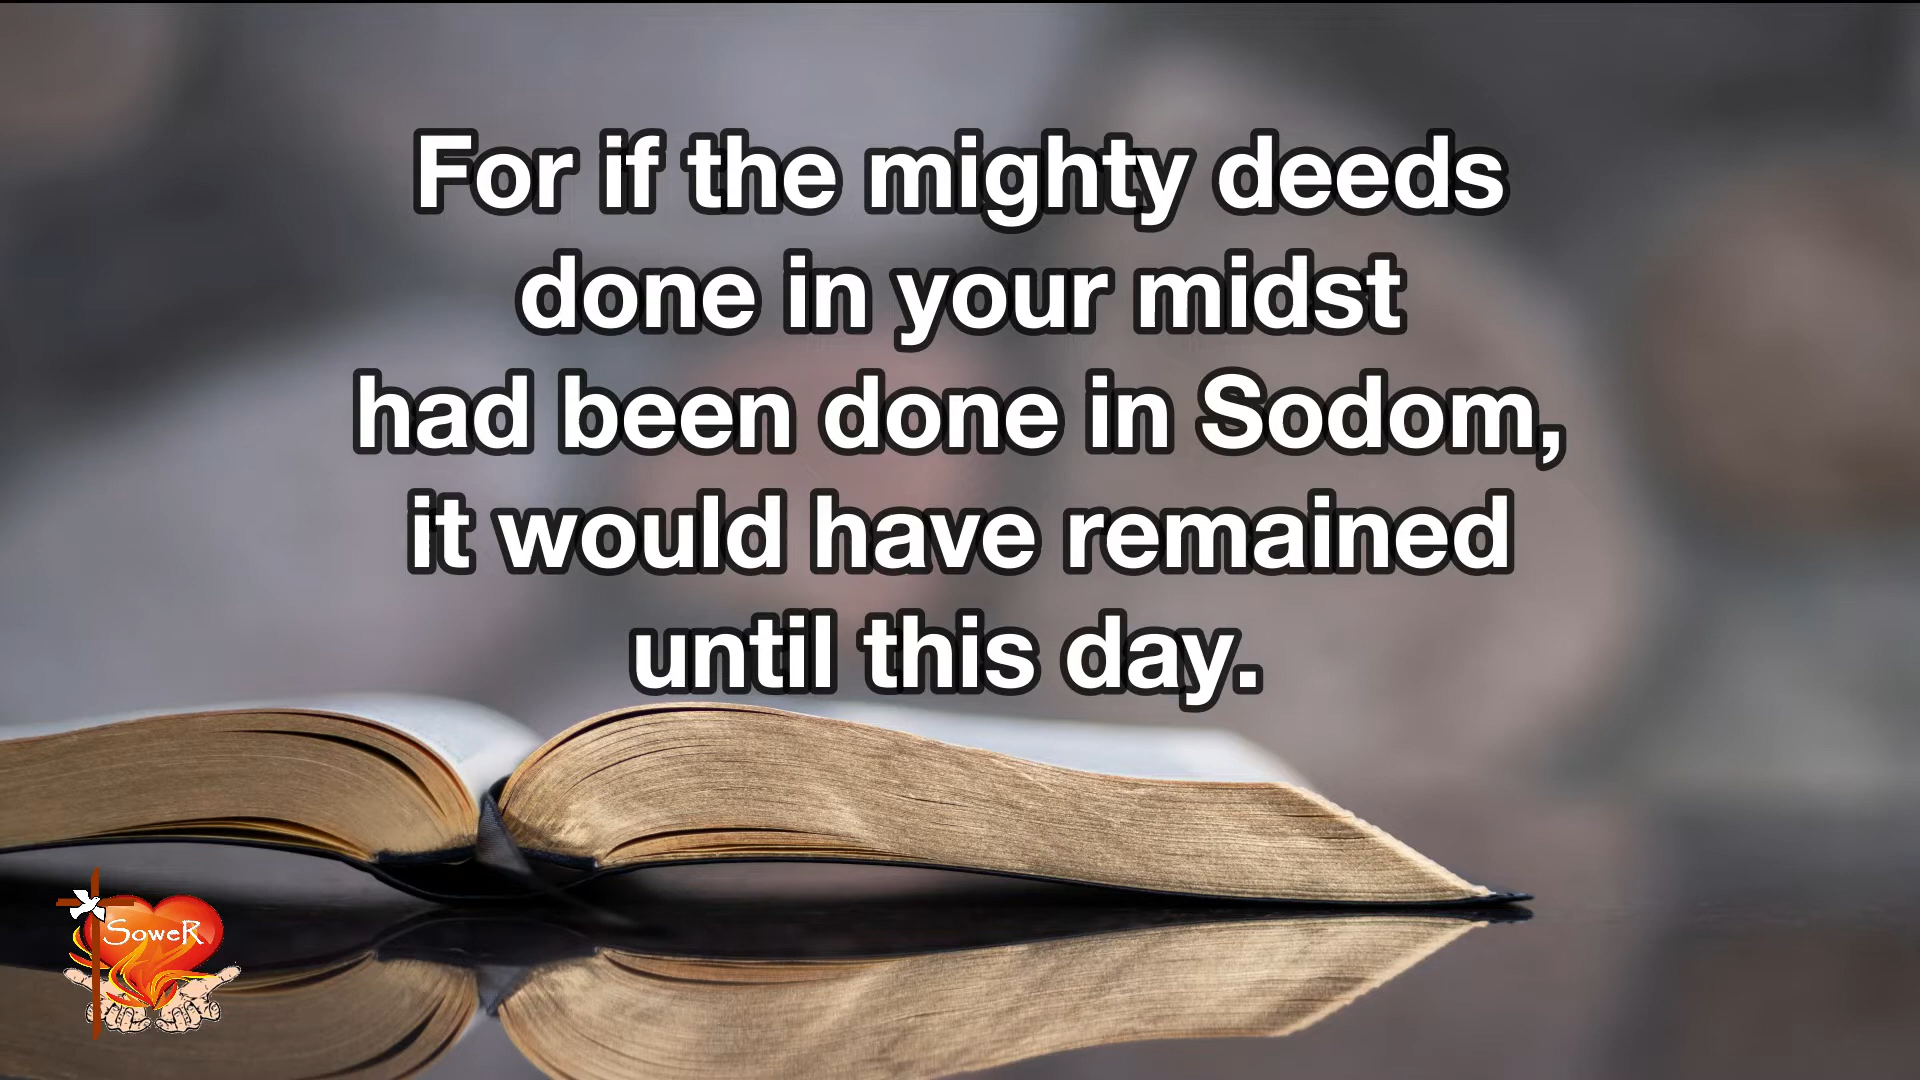 For if the mighty deeds
done in your midst
had been done in Sodom,
it would have remained
until this day.
SoweR